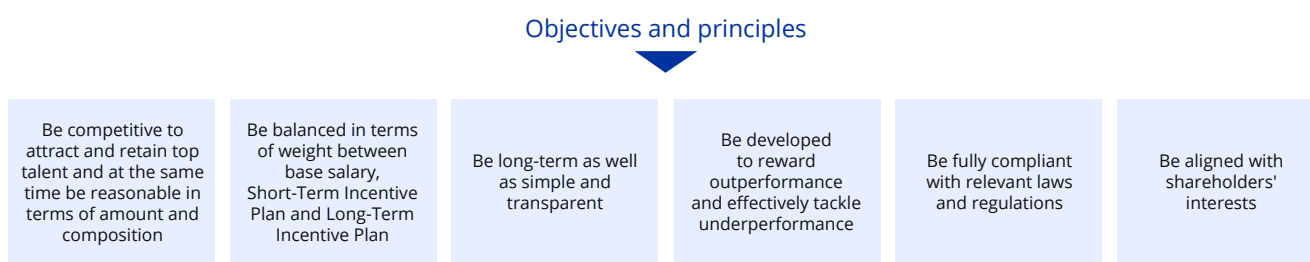 Objectives and principles
Be competitive to
attract and retain top
talent and at the same
time be reasonable in
terms of amount and
composition
Be balanced in terms
of weight between
base salary,
Short-Term Incentive
Plan and Long-Term
Incentive Plan
Be long-term as well
as simple and
transparent
Be developed
to reward
outperformance
and effectively tackle
underperformance
Be fully compliant
with relevant laws
and regulations
Be aligned with
shareholders'
interests